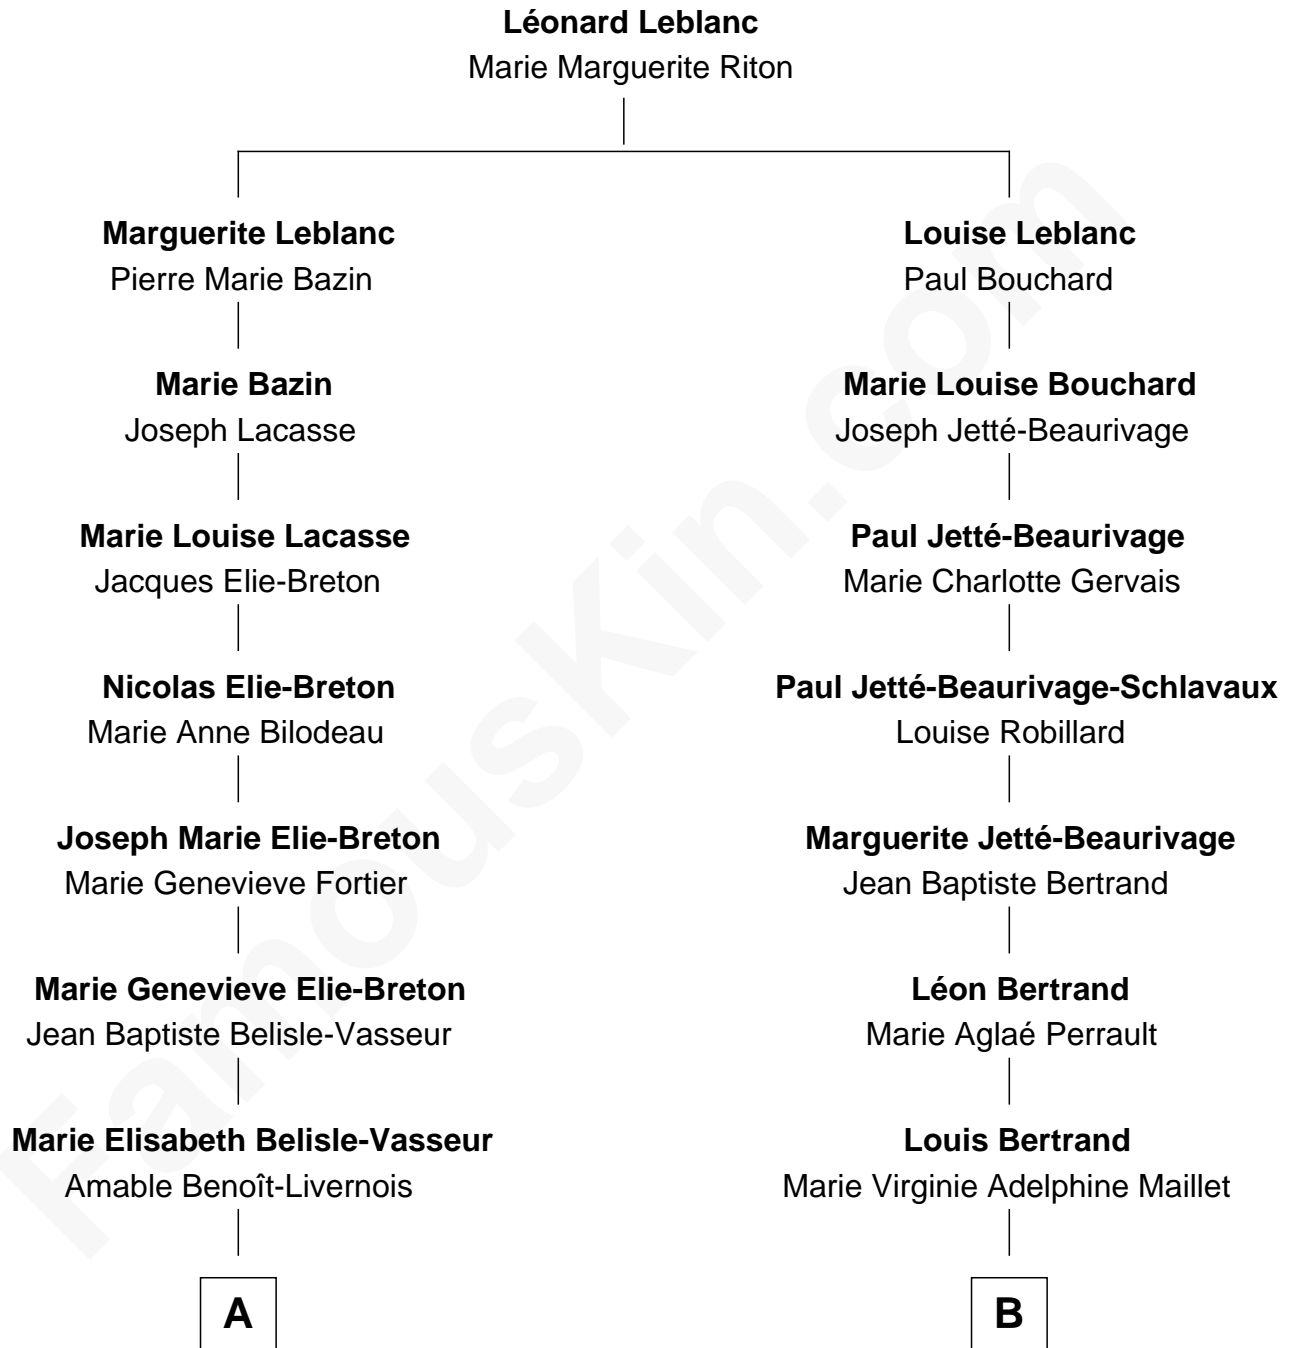 Léonard Leblanc
Marie Marguerite Riton
Marguerite Leblanc
Pierre Marie Bazin
Louise Leblanc
Paul Bouchard
Marie Bazin
Joseph Lacasse
Marie Louise Bouchard
Joseph Jetté-Beaurivage
Marie Louise Lacasse
Jacques Elie-Breton
Paul Jetté-Beaurivage
Marie Charlotte Gervais
Nicolas Elie-Breton
Marie Anne Bilodeau
Paul Jetté-Beaurivage-Schlavaux
Louise Robillard
Joseph Marie Elie-Breton
Marie Genevieve Fortier
Marguerite Jetté-Beaurivage
Jean Baptiste Bertrand
Marie Genevieve Elie-Breton
Jean Baptiste Belisle-Vasseur
Léon Bertrand
Marie Aglaé Perrault
Marie Elisabeth Belisle-Vasseur
Amable Benoît-Livernois
Louis Bertrand
Marie Virginie Adelphine Maillet
A
B
FamousKin.com